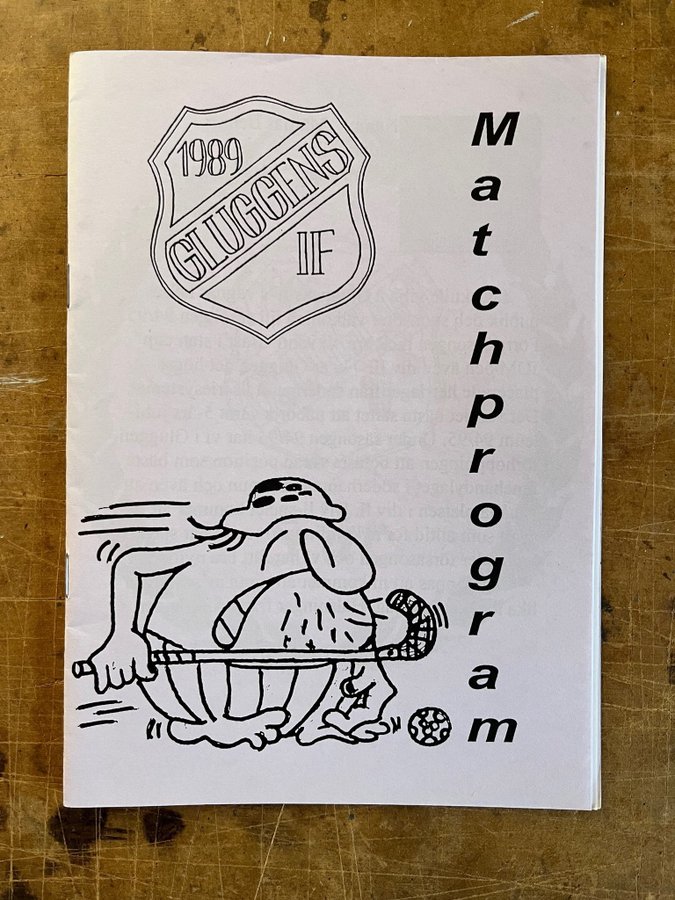 1989
GLUGGENS
IF
Matchprogram